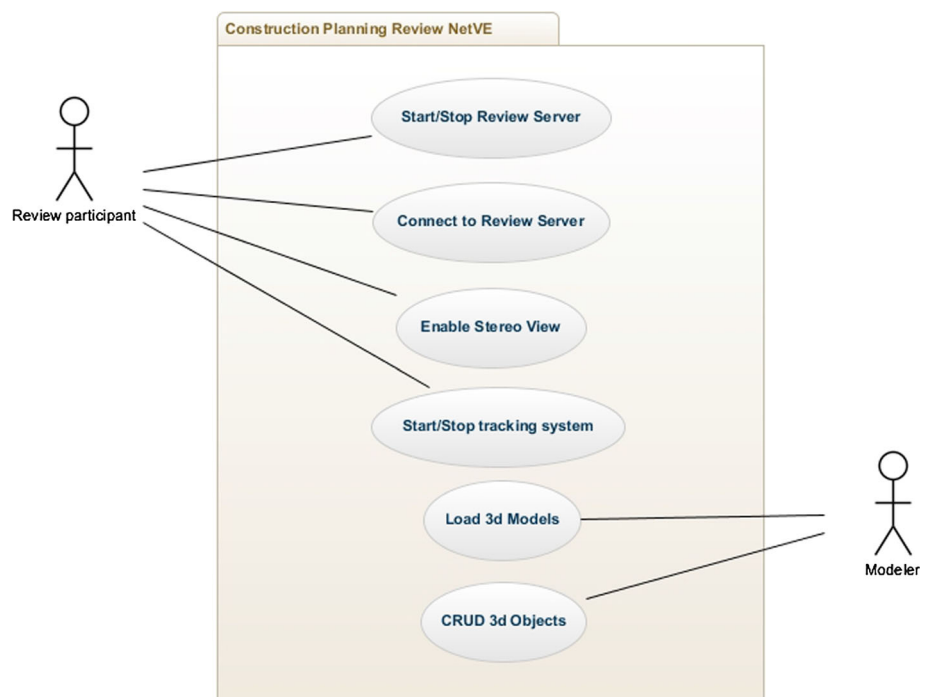 Construction Planning Review NetVE
Start/Stop Review Server
Review participant
Connect to Review Server
Enable Stereo View
Start/Stop tracking system
Load 3d Models
Modeler
CRUD 3d Objects